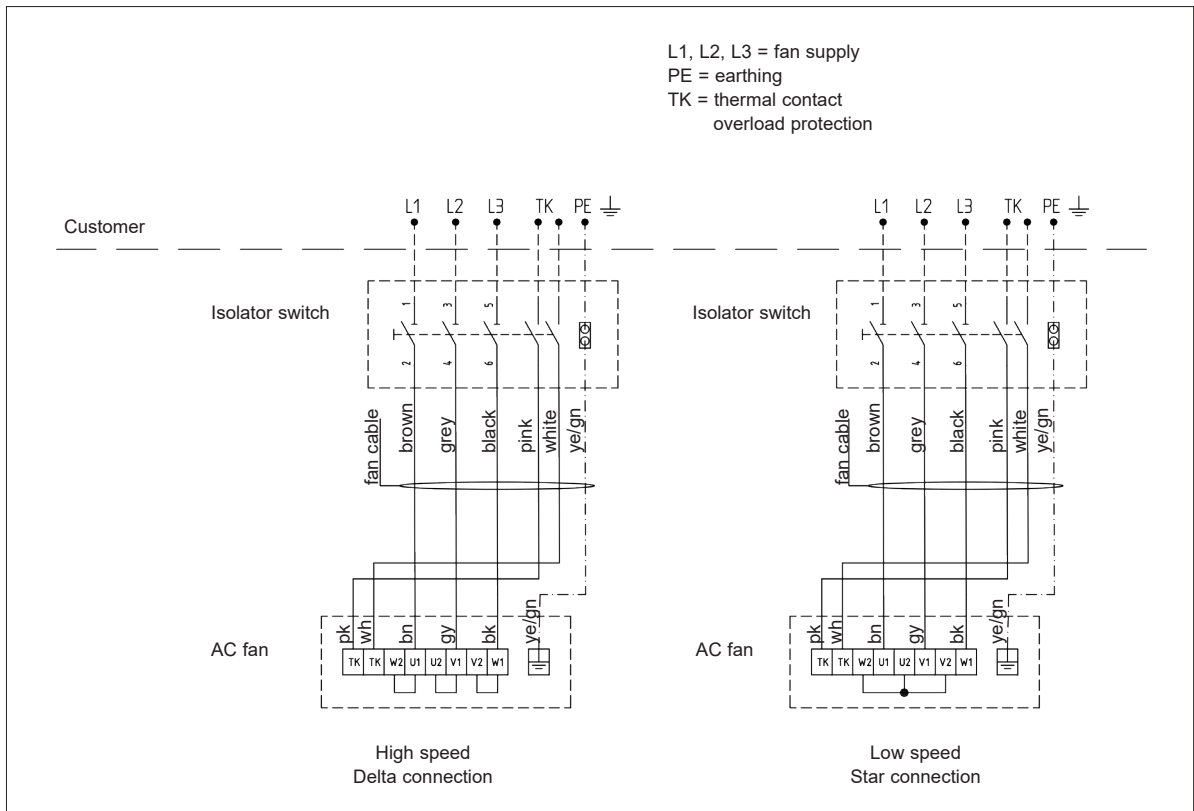 L1, L2, L3 = fan supply
PE = earthing
TK = thermal contact
overload protection
Customer
L1 L2 L3 TK PE
L1 L2 L3 TK PE
Isolator switch
1 3 5
2 4 6
Isolator switch
1 3 5
2 4 6
fan cable brown grey black pink white ye/gn
fan cable brown grey black pink white ye/gn
AC fan
pk wh bn gy bk ye/gn
TK TK W2 U1 U2 V1 V2 W1
AC fan
pk wh bn gy bk ye/gn
TK TK W2 U1 U2 V1 V2 W1
High speed
Delta connection
Low speed
Star connection